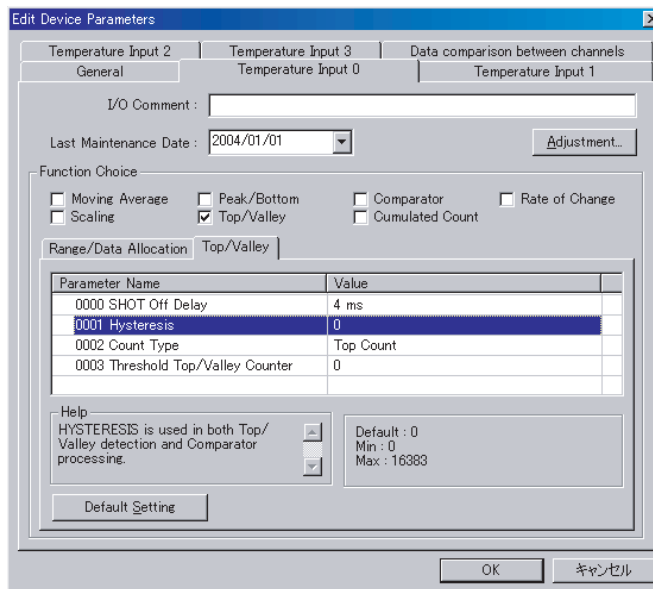 Edit Device Parameters
Temperature Input 2 Temperature Input 3 Data comparison between channels
General Temperature Input 0 Temperature Input 1
I/O Comment :
Last Maintenance Date : 2004/01/01 Adjustment...
Function Choice
Moving Average Peak/Bottom Comparator Rate of Change
Scaling Top/Valley Cumulated Count
Range/Data Allocation Top/Valley
Parameter Name Value
0000 SHOT Off Delay 4 ms
0001 Hysteresis 0
0002 Count Type Top Count
0003 Threshold Top/Valley Counter 0
Help
HYSTERESIS is used in both Top/
Valley detection and Comparator
processing.
Default : 0
Min : 0
Max : 16383
Default Setting
OK キャンセル